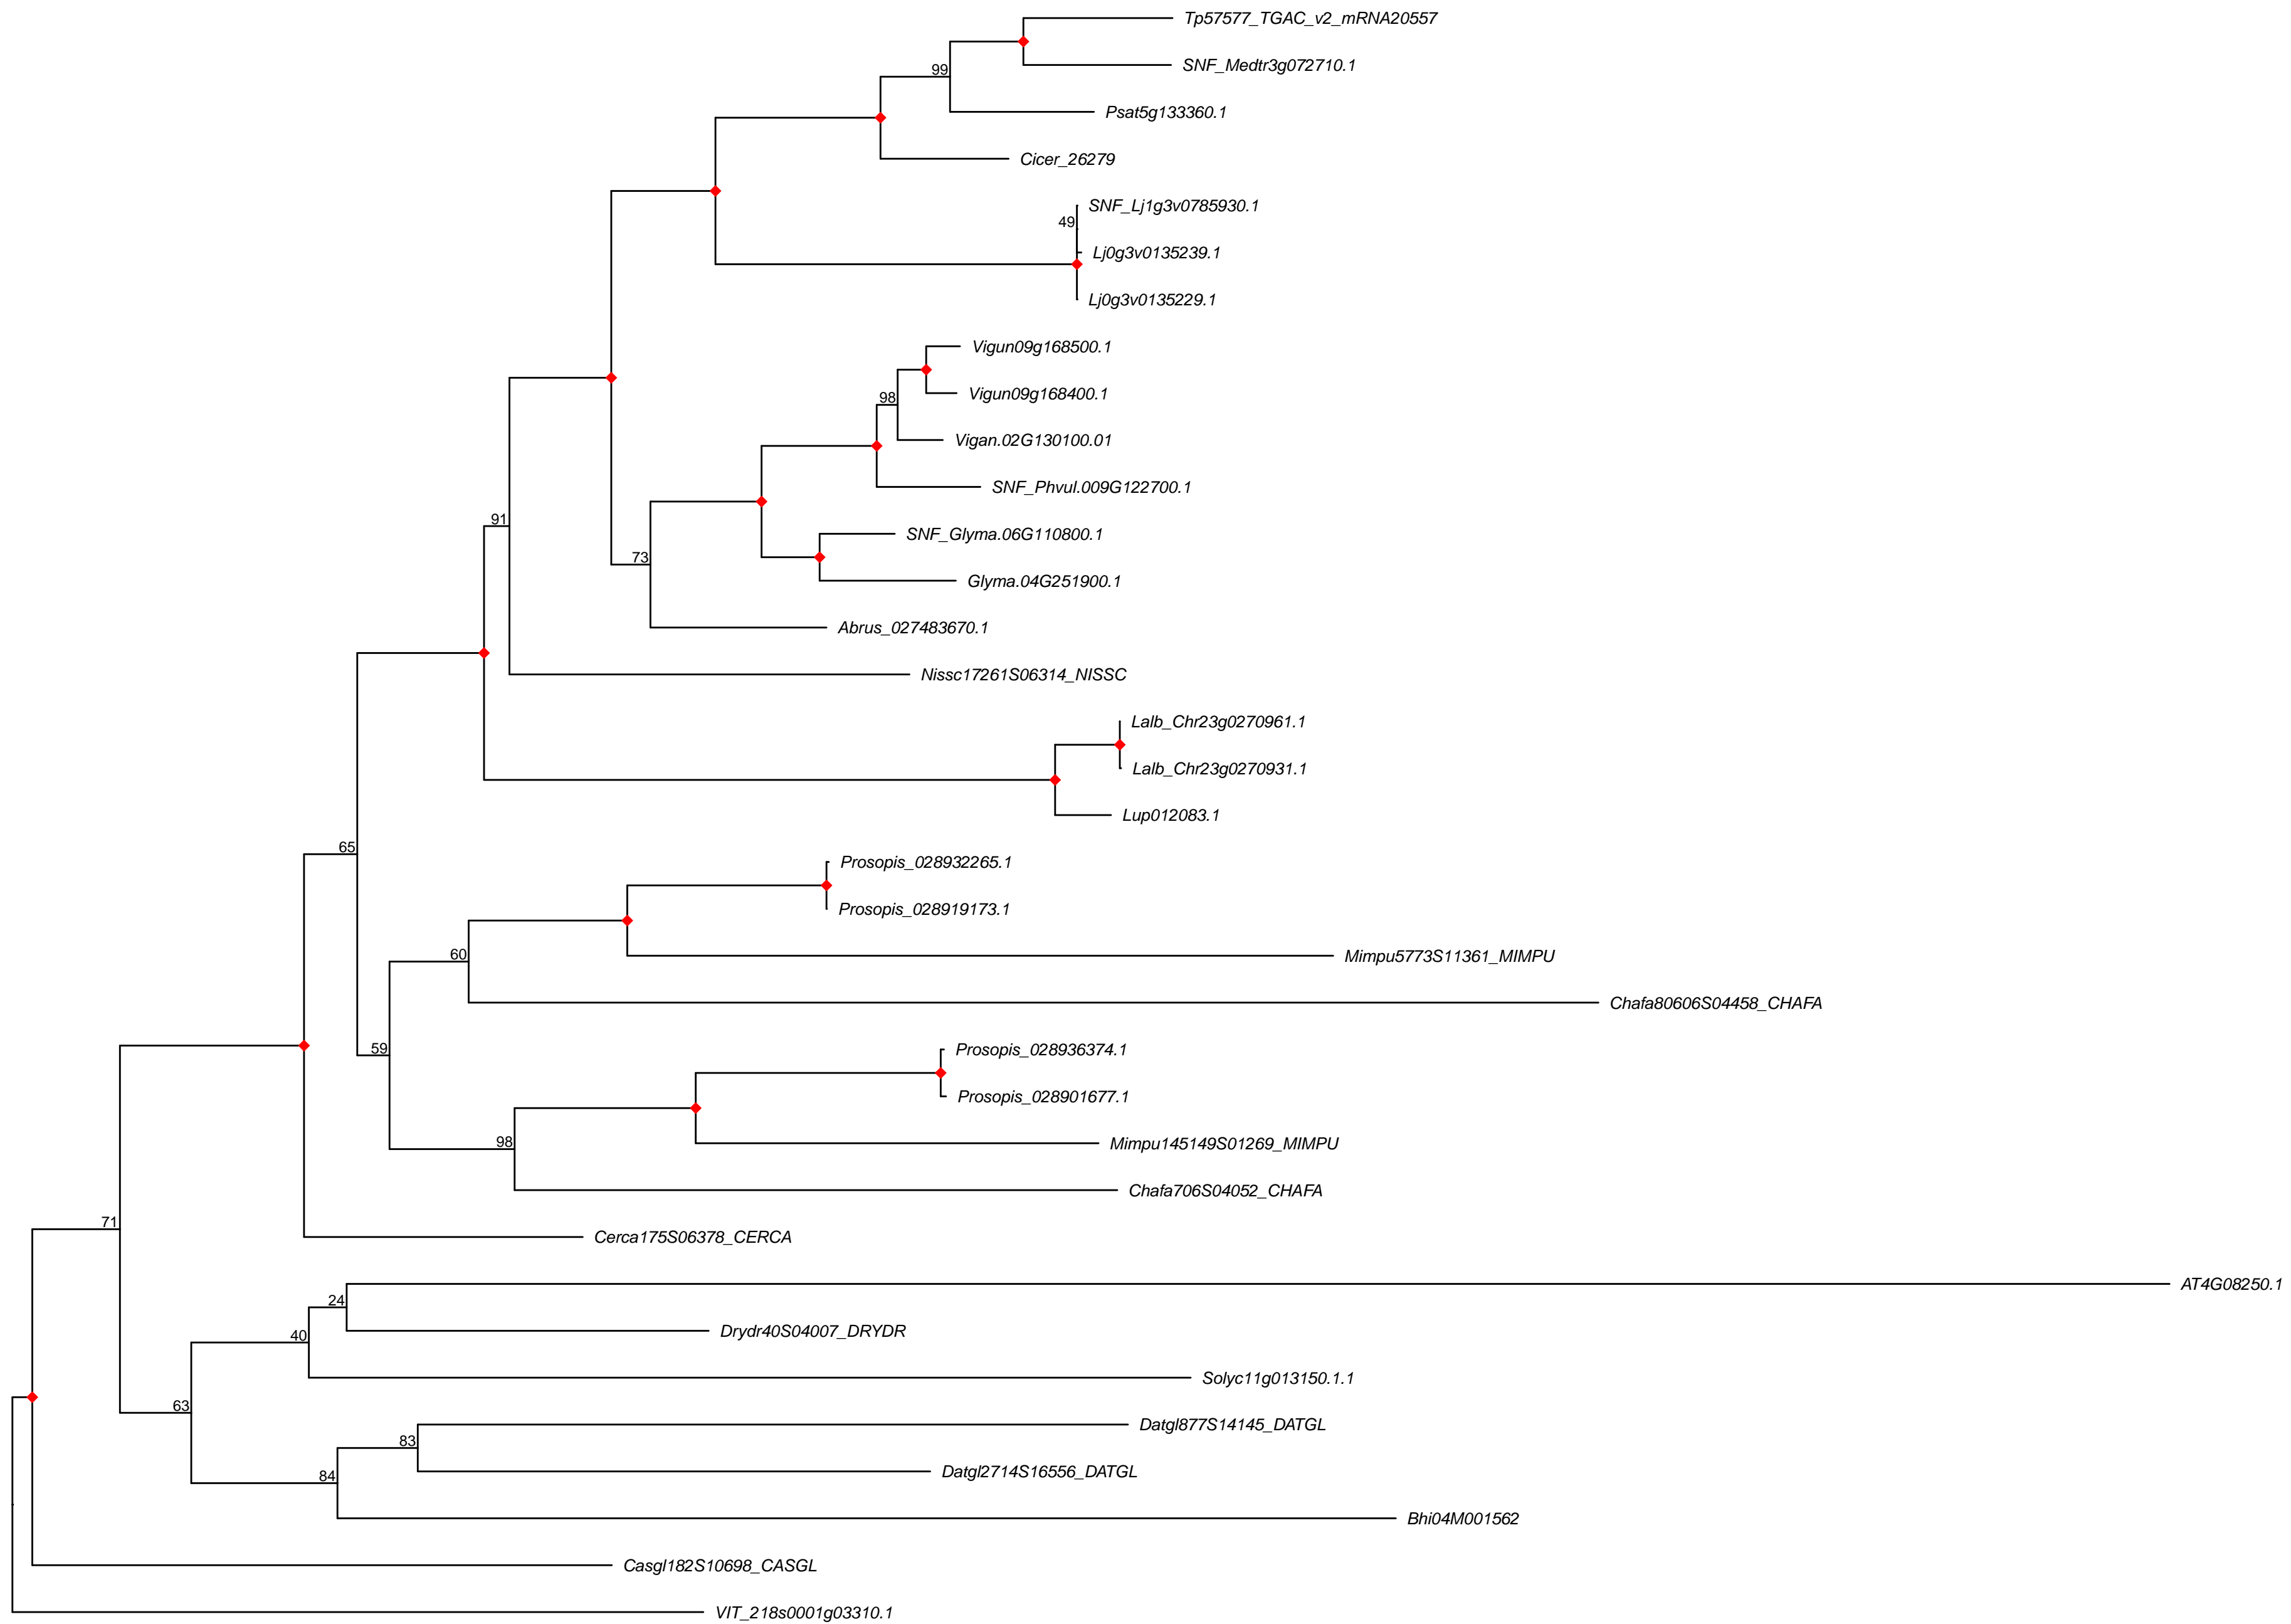 Tp57577_TGAC_v2_mRNA20557
SNF_Medtr3g072710.1
99
Psat5g133360.1
Cicer_26279
SNF_Lj1g3v0785930.1
49
Lj0g3v0135239.1
Lj0g3v0135229.1
Vigun09g168500.1
Vigun09g168400.1
98
Vigan.02G130100.01
SNF_Phvul.009G122700.1
91
SNF_Glyma.06G110800.1
73
Glyma.04G251900.1
Abrus_027483670.1
Nissc17261S06314_NISSC
Lalb_Chr23g0270961.1
Lalb_Chr23g0270931.1
Lup012083.1
65
Prosopis_028932265.1
Prosopis_028919173.1
60
Mimpu5773S11361_MIMPU
Chafa80606S04458_CHAFA
59
Prosopis_028936374.1
Prosopis_028901677.1
98
Mimpu145149S01269_MIMPU
Chafa706S04052_CHAFA
71
Cerca175S06378_CERCA
AT4G08250.1
24
Drydr40S04007_DRYDR
40
Solyc11g013150.1.1
63
Datgl877S14145_DATGL
83
Datgl2714S16556_DATGL
84
Bhi04M001562
Casgl182S10698_CASGL
VIT_218s0001g03310.1